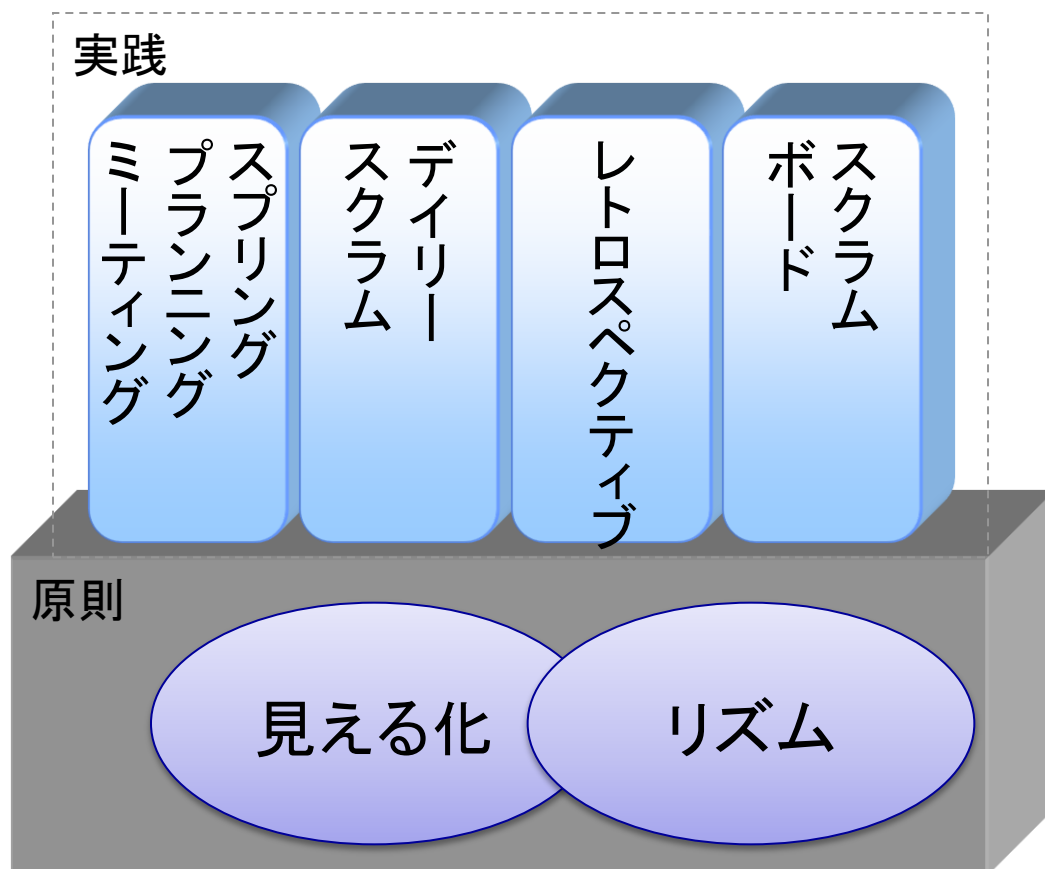 実践
スプリング
プランニング
ミーティング
デイリー
スクラム
レトロスペクティブ
スクラム
ボード
原則
見える化
リズム